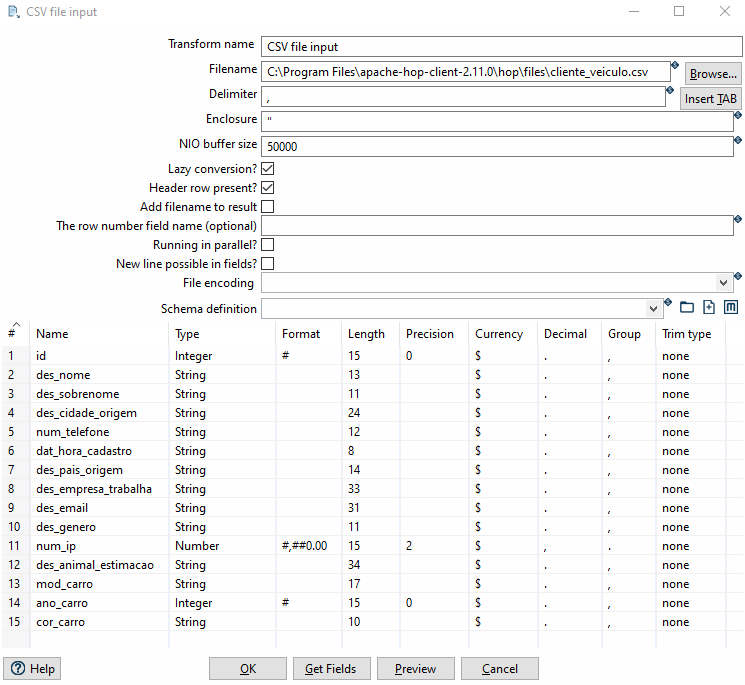 CSV file input
Transform name CSV file input
Filename C:\Program Files\apache-hop-client-2.11.0\hop\files\cliente_veiculo.csv Browse...
Delimiter , Insert TAB
Enclosure "
NIO buffer size 50000
Lazy conversion?
Header row present?
Add filename to result
The row number field name (optional)
Running in parallel?
New line possible in fields?
File encoding
Schema definition
# Name Type Format Length Precision Currency Decimal Group Trim type
1 id Integer # 15 0 $ . , none
2 des_nome String 13 $ . , none
3 des_sobrenome String 11 $ . , none
4 des_cidade_origem String 24 $ . , none
5 num_telefone String 12 $ . , none
6 dat_hora_cadastro String 8 $ . , none
7 des_pais_origem String 14 $ . , none
8 des_empresa_trabalha String 33 $ . , none
9 des_email String 31 $ . , none
10 des_genero String 11 $ . , none
11 num_ip Number #,##0.00 15 2 $ , . none
12 des_animal_estimacao String 34 $ . , none
13 mod_carro String 17 $ . , none
14 ano_carro Integer # 15 0 $ . , none
15 cor_carro String 10 $ . , none
Help OK Get Fields Preview Cancel